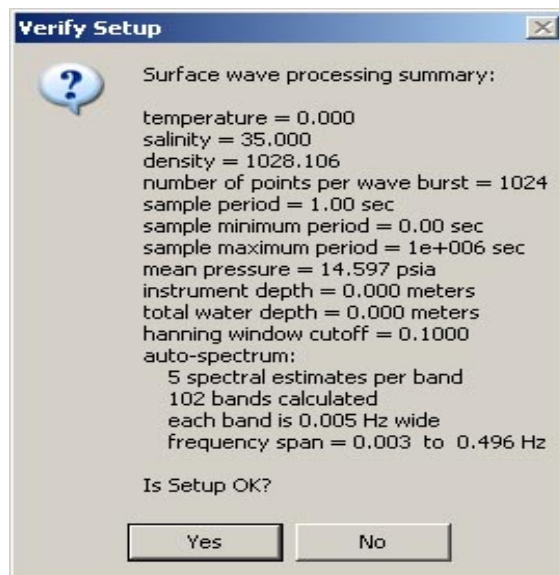 Verify Setup
Surface wave processing summary:
temperature = 0.000
salinity = 35.000
density = 1028.106
number of points per wave burst = 1024
sample period = 1.00 sec
sample minimum period = 0.00 sec
sample maximum period = 1e+006 sec
mean pressure = 14.597 psia
instrument depth = 0.000 meters
total water depth = 0.000 meters
hanning window cutoff = 0.1000
auto-spectrum:
5 spectral estimates per band
102 bands calculated
each band is 0.005 Hz wide
frequency span = 0.003 to 0.496 Hz
Is Setup OK?
Yes No